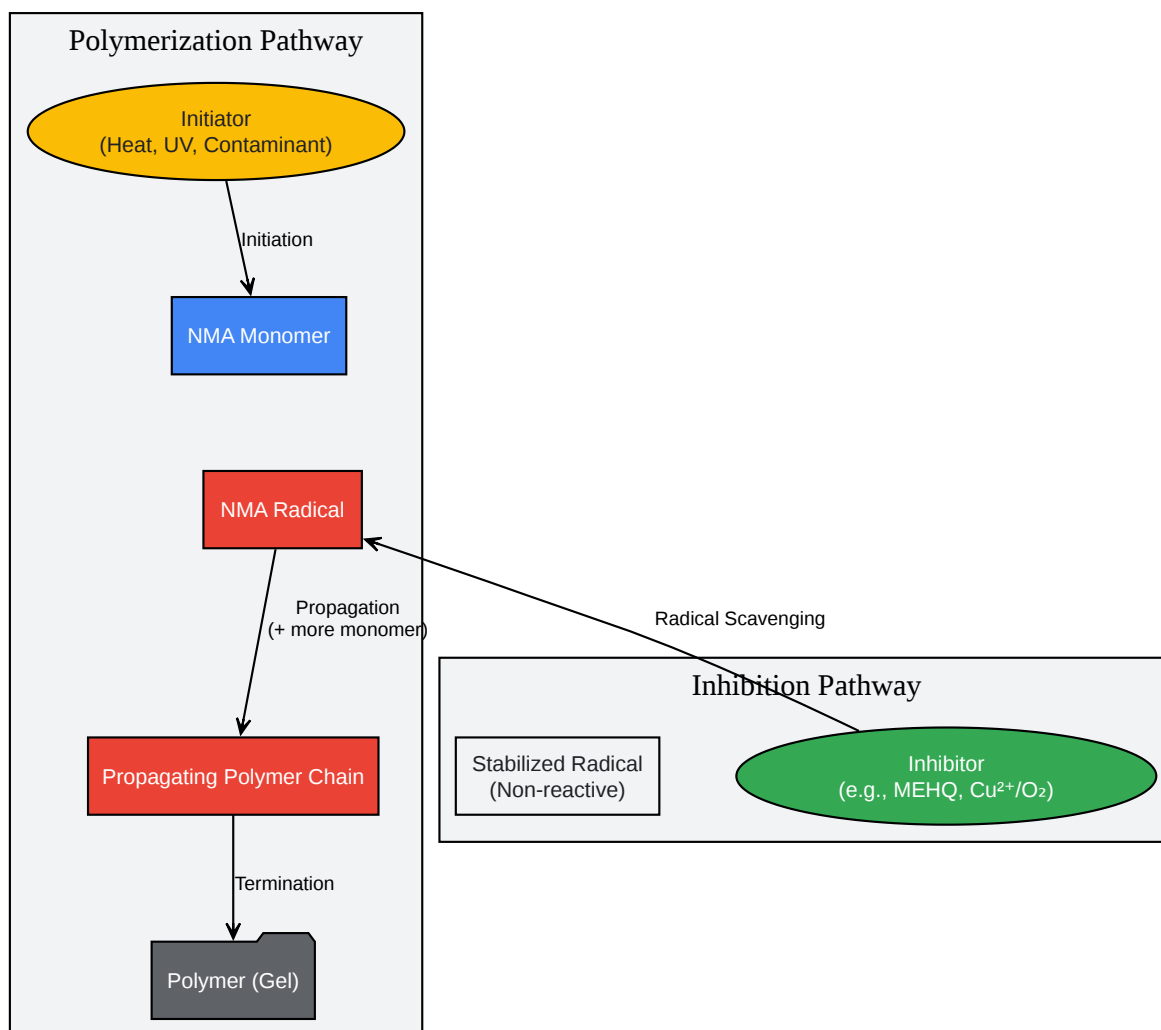 Polymerization Pathway
Initiator
(Heat, UV, Contaminant)
Initiation
NMA Monomer
NMA Radical
Propagation
(+ more monomer)
Radical Scavenging
Inhibition Pathway
Propagating Polymer Chain
Stabilized Radical
(Non-reactive)
Inhibitor
(e.g., MEHQ, Cu²⁺/O₂)
Termination
Polymer (Gel)